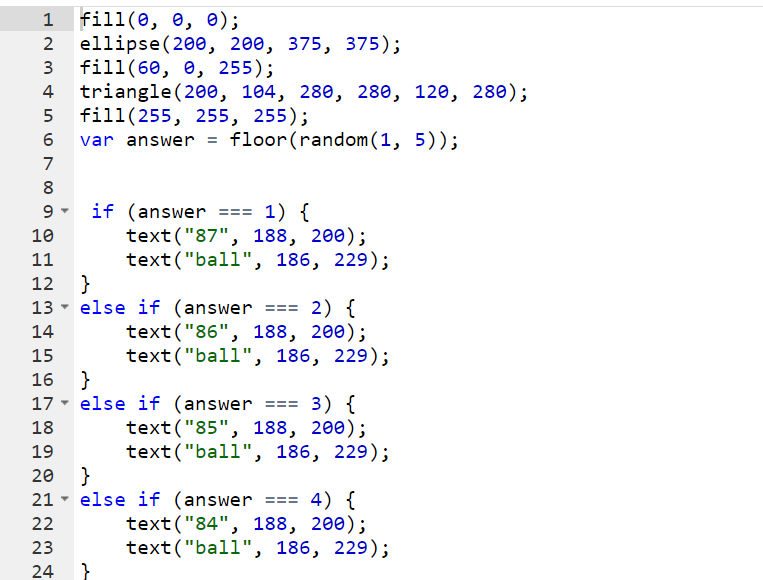 1 fill(0, 0, 0);
2 ellipse(200, 200, 375, 375);
3 fill(60, 0, 255);
4 triangle(200, 104, 280, 280, 120, 280);
5 fill(255, 255, 255);
6 var answer = floor(random(1, 5));
7
8
9 if (answer === 1) {
10 text("87", 188, 200);
11 text("ball", 186, 229);
12 }
13 else if (answer === 2) {
14 text("86", 188, 200);
15 text("ball", 186, 229);
16 }
17 else if (answer === 3) {
18 text("85", 188, 200);
19 text("ball", 186, 229);
20 }
21 else if (answer === 4) {
22 text("84", 188, 200);
23 text("ball", 186, 229);
24 }